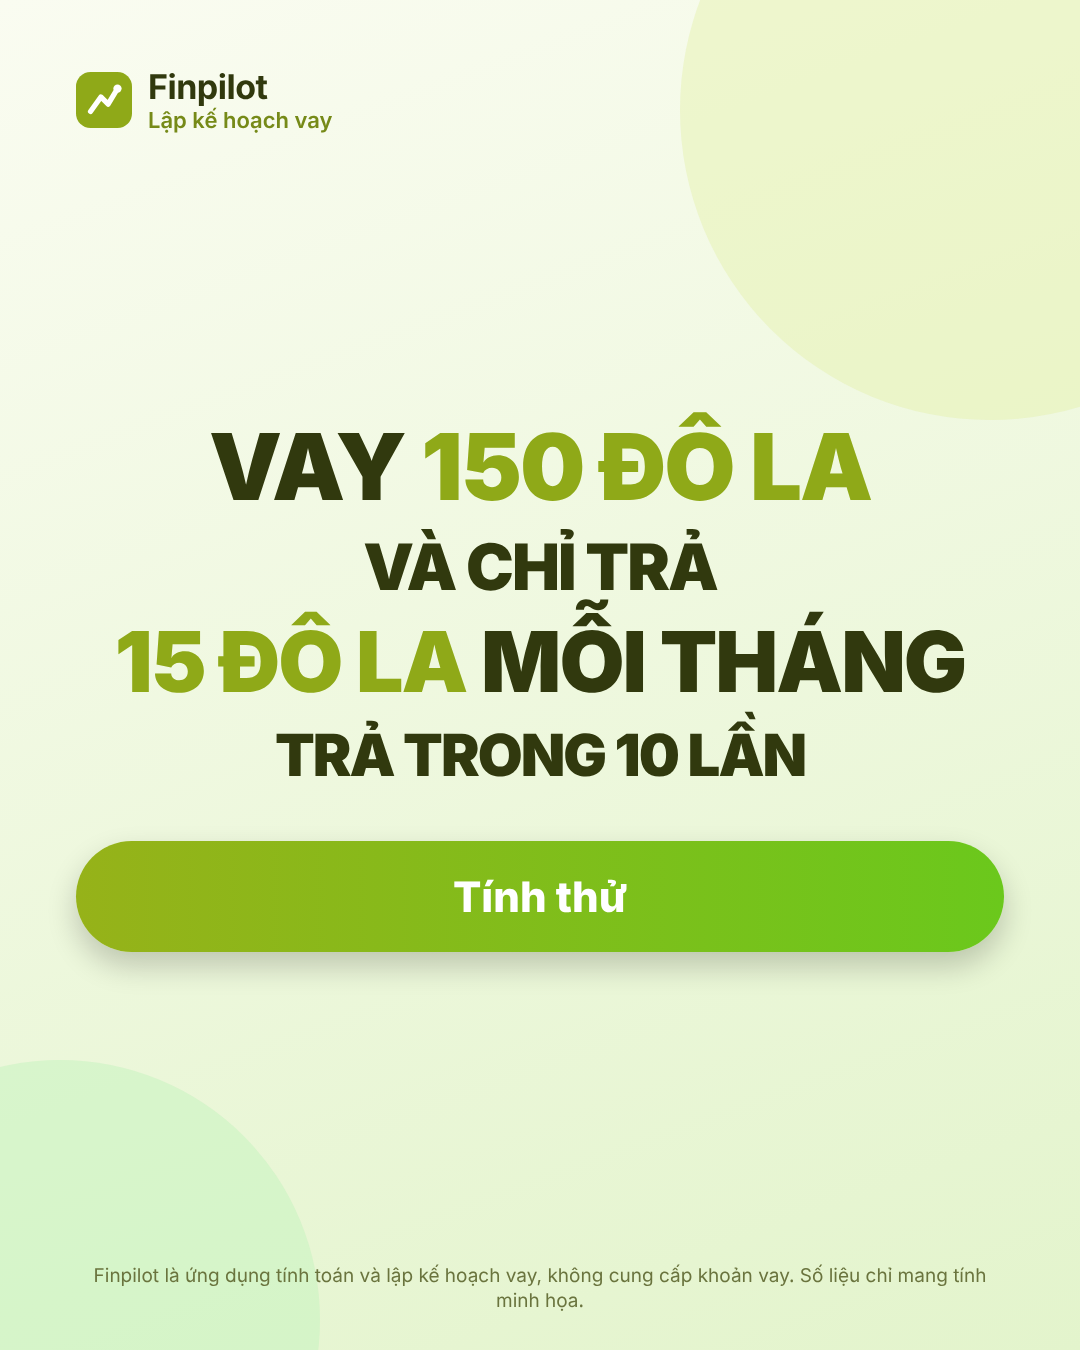 Finpilot
Lập kế hoạch vay
VAY 150 ĐÔ LA
VÀ CHỈ TRẢ
15 ĐÔ LA MỖI THÁNG
TRẢ TRONG 10 LẦN
Tính thử
Finpilot là ứng dụng tính toán và lập kế hoạch vay, không cung cấp khoản vay. Số liệu chỉ mang tính
minh họa.